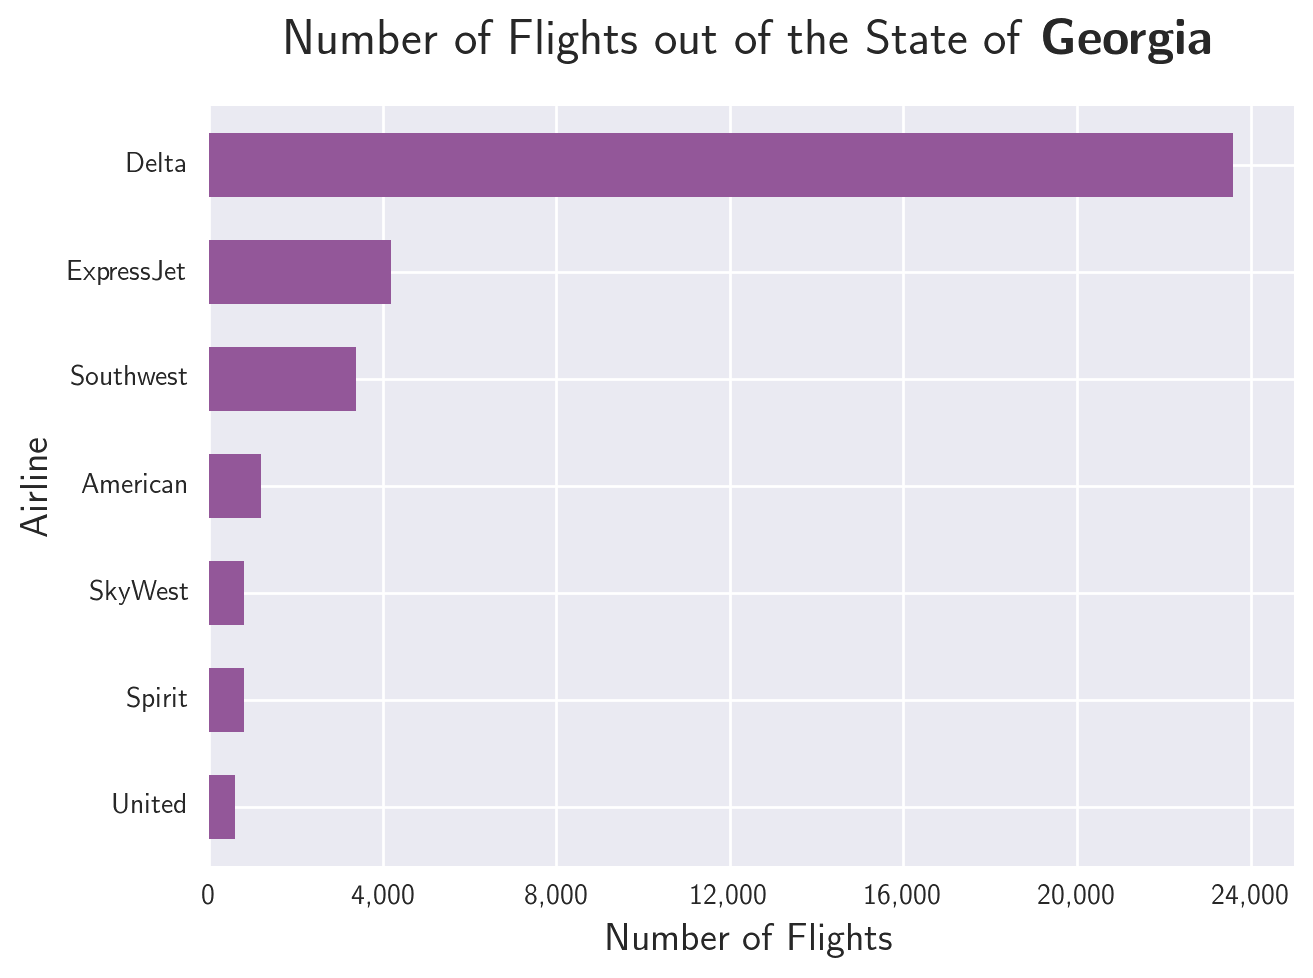 Number of Flights out of the State of Georgia
Delta
ExpressJet
Southwest
American
SkyWest
Spirit
United
Airline
0 4,000 8,000 12,000 16,000 20,000 24,000
Number of Flights